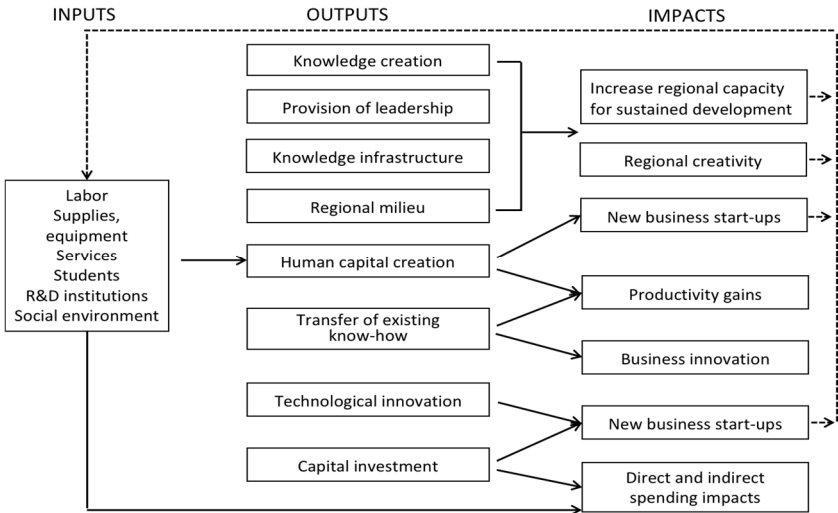 INPUTS
OUTPUTS
IMPACTS
Labor
Supplies,
equipment
Services
Students
R&D institutions
Social environment
Knowledge creation
Provision of leadership
Knowledge infrastructure
Regional milieu
Human capital creation
Transfer of existing
know-how
Technological innovation
Capital investment
Increase regional capacity
for sustained development
Regional creativity
New business start-ups
Productivity gains
Business innovation
New business start-ups
Direct and indirect
spending impacts